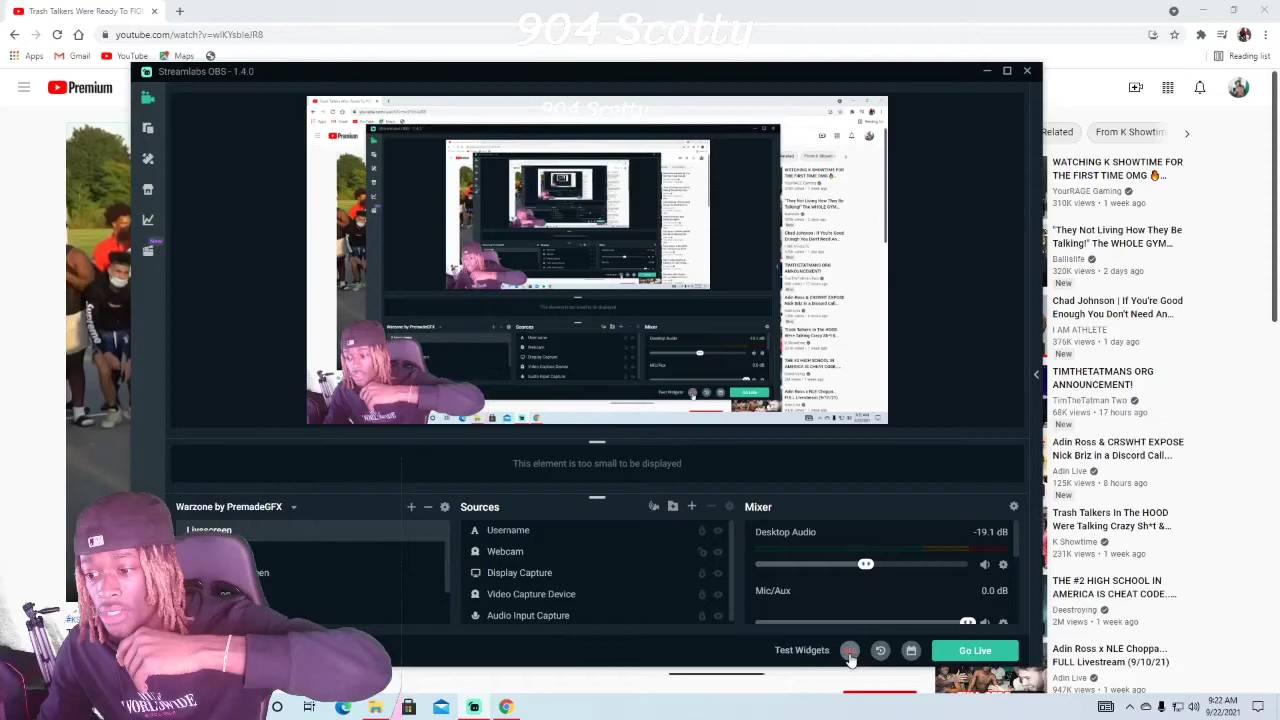 Trash Talkers Were Ready To FIG
904 Scotty
youtube.com/watch?v=wIKYsbIeJR8
Apps
Gmail
YouTube
Maps
Reading list
Streamlabs OBS - 1.4.0
Premium
Related
From K Showtime
WATCHING K SHOWTIME FOR
THE FIRST TIME OMG 🔥...
YourRAGE Gaming
310K views • 1 week ago
"They Not Living How They Be
Talking" The WHOLE GYM...
Ballislife
New
Chad Johnson | If You're Good
Enough You Don't Need An...
I AM ATHLETE
376K views • 1 day ago
New
TIMTHETATMANS BRO
ANNOUNCEMENT!
TimTheTatman Two
68K views • 17 hours ago
New
Adin Ross & CRSWHT EXPOSE
Nick Briz In a Discord Call...
Adin Live
125K views • 8 hours ago
New
Trash Talkers In THE HOOD
Were Talking Crazy Sh*t &...
K Showtime
231K views • 1 week ago
THE #2 HIGH SCHOOL IN
AMERICA IS CHEAT CODE....
Deestroying
2M views • 1 week ago
Adin Ross x NLE Choppa...
FULL Livestream (9/10/21)
Adin Live
947K views • 1 week ago
This element is too small to be displayed
Warzone by PremadeGFX
Livescreen
Sources
Username
Webcam
Display Capture
Video Capture Device
Audio Input Capture
Mixer
Desktop Audio
-19.1 dB
Mic/Aux
0.0 dB
Test Widgets
REC
Go Live
WORLDWIDE
9:22 AM
9/22/2021